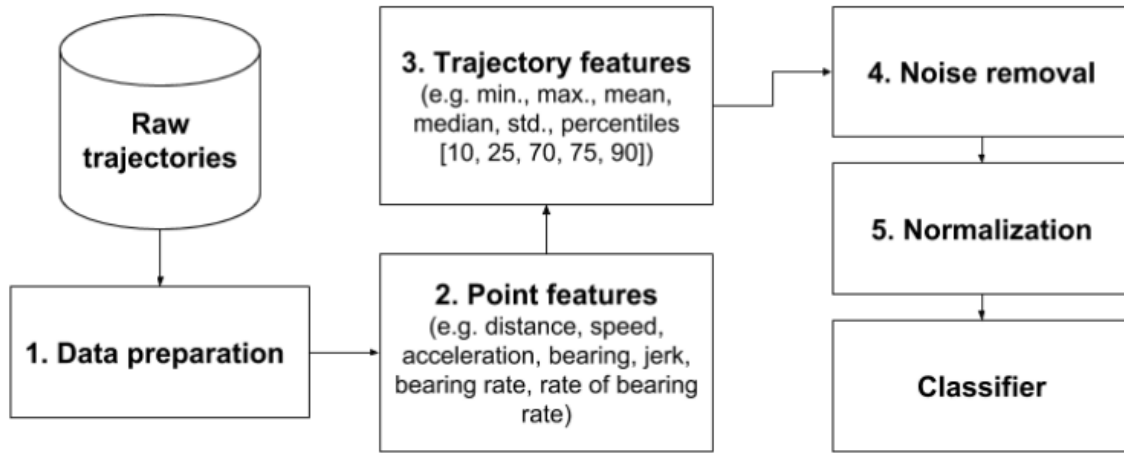 Raw
trajectories
1. Data preparation
2. Point features
(e.g. distance, speed,
acceleration, bearing, jerk,
bearing rate, rate of bearing
rate)
3. Trajectory features
(e.g. min., max., mean,
median, std., percentiles
[10, 25, 70, 75, 90])
4. Noise removal
5. Normalization
Classifier